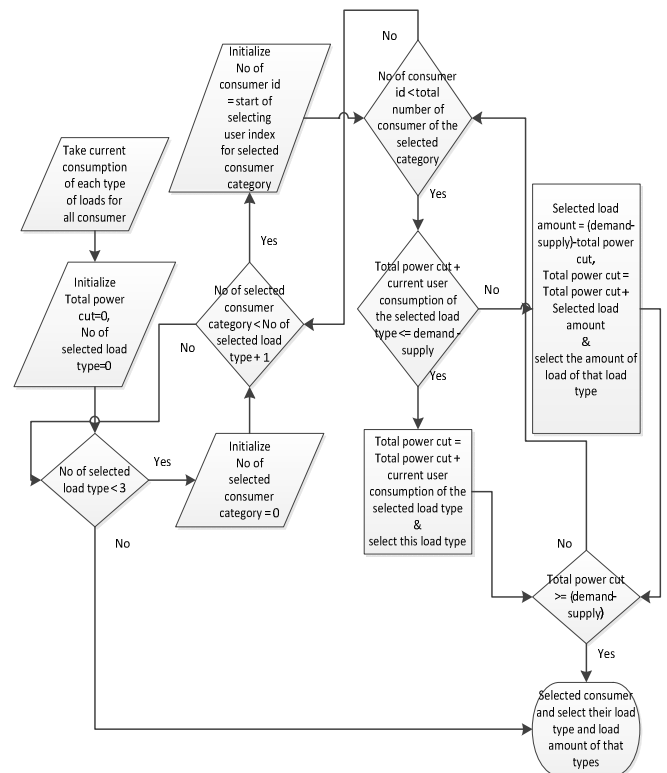 Take current
consumption
of each type
of loads for
all consumer
Initialize
Total power
cut=0,
No of
selected load
type=0
No of selected
load type < 3
Yes
No
Initialize
No of
selected
consumer
category = 0
No of selected
consumer
category < No of
selected load
type + 1
Yes
No
Initialize
No of
consumer id
= start of
selecting
user index
for selected
consumer
category
No
No of consumer
id < total
number of
consumer of the
selected
category
Yes
Total power cut +
current user
consumption of
the selected load
type <= demand-
supply
No
Yes
Total power cut =
Total power cut +
current user
consumption of the
selected load type
&
select this load type
Selected load
amount = (demand-
supply)-total power
cut,
Total power cut =
Total power cut +
Selected load
amount
&
select the amount of
load of that load
type
No
Total power cut
>= (demand-
supply)
Yes
Selected consumer
and select their load
type and load
amount of that
types